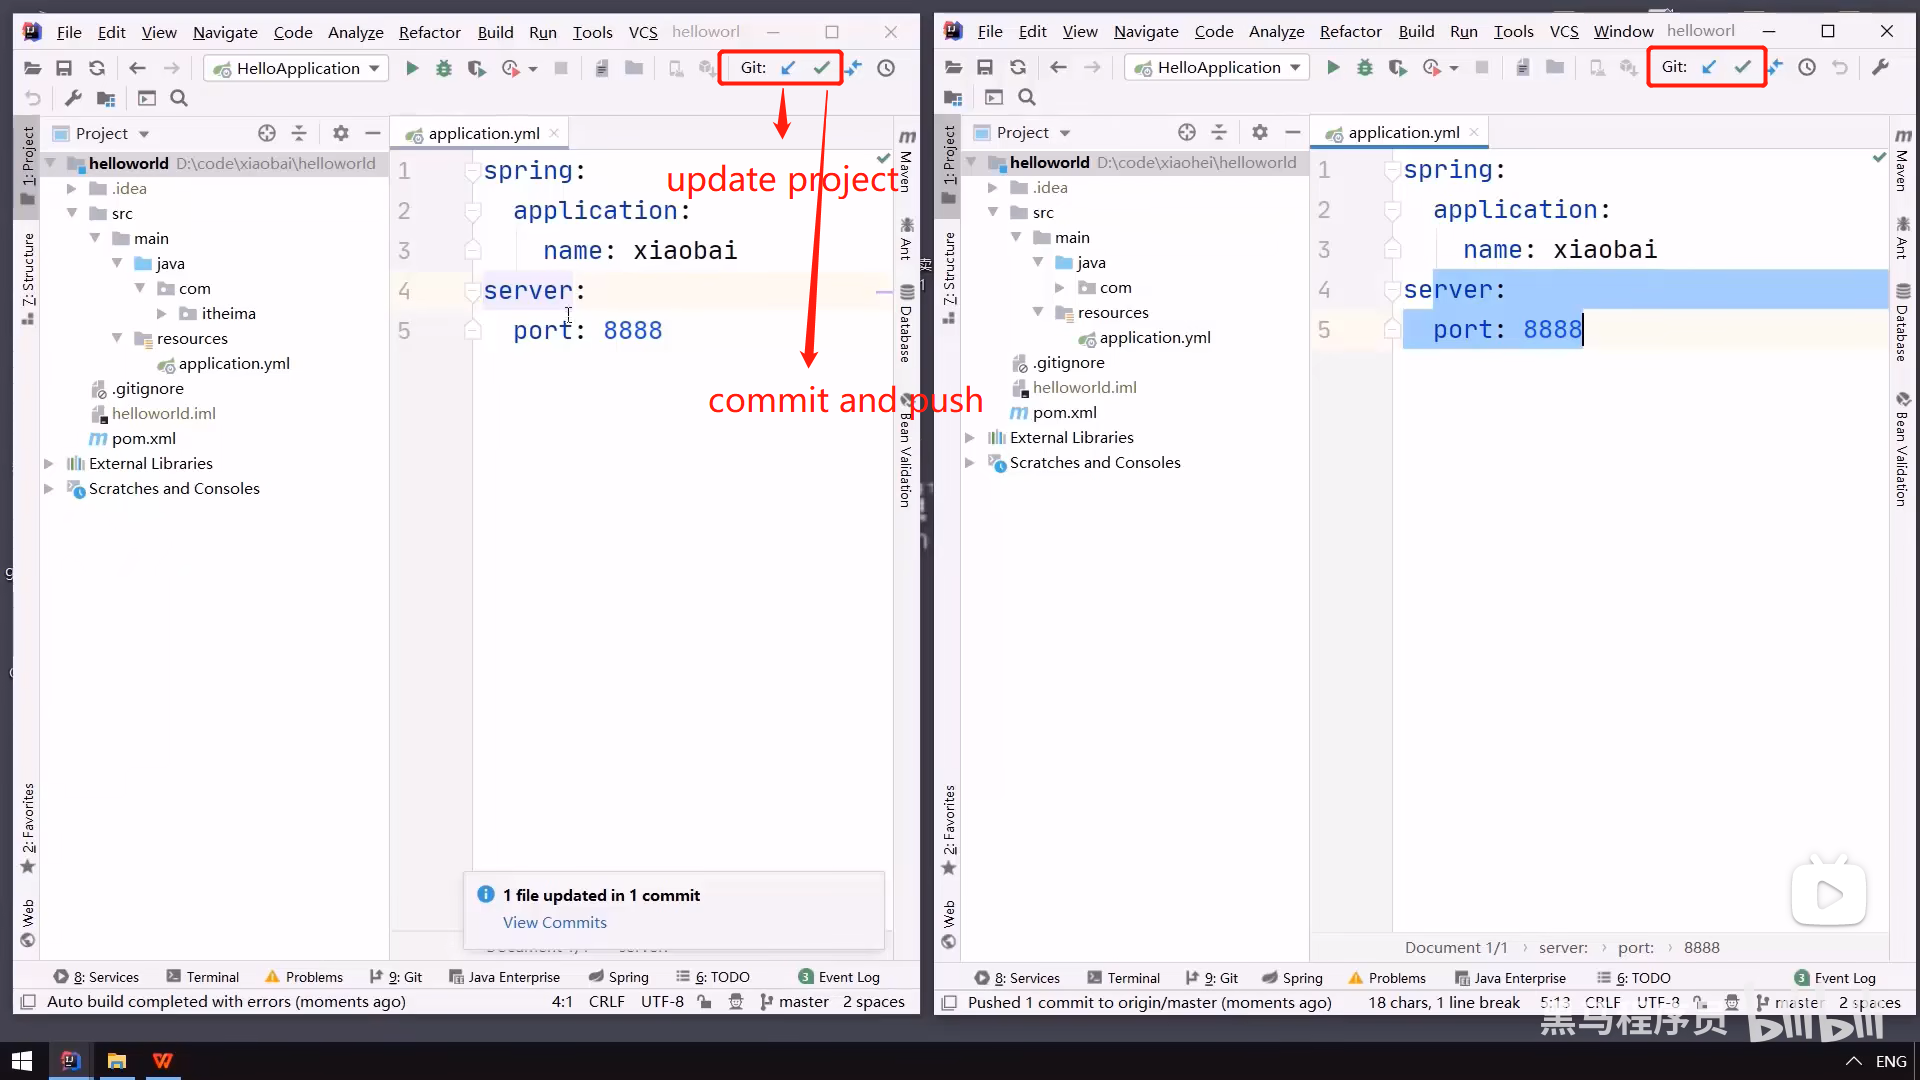 File Edit View Navigate Code Analyze Refactor Build Run Tools VCS helloworl
HelloApplication Git:
Project
application.yml
helloworld D:\code\xiaobai\helloworld
.idea
src
main
java
com
itheima
resources
application.yml
.gitignore
helloworld.iml
pom.xml
External Libraries
Scratches and Consoles
1: Project
7: Structure
2: Favorites
Web
1 spring:
2 application:
3 name: xiaobai
4 server:
5 port: 8888
update project
commit and push
Maven
Ant
Database
Bean Validation
1 file updated in 1 commit
View Commits
8: Services Terminal Problems 9: Git Java Enterprise Spring 6: TODO 3 Event Log
Auto build completed with errors (moments ago) 4:1 CRLF UTF-8 master 2 spaces
File Edit View Navigate Code Analyze Refactor Build Run Tools VCS Window helloworl
HelloApplication Git:
Project
application.yml
helloworld D:\code\xiaohei\helloworld
.idea
src
main
java
com
resources
application.yml
.gitignore
helloworld.iml
pom.xml
External Libraries
Scratches and Consoles
1: Project
7: Structure
2: Favorites
Web
1 spring:
2 application:
3 name: xiaobai
4 server:
5 port: 8888
Maven
Ant
Database
Bean Validation
Document 1/1 › server: › port: › 8888
8: Services Terminal 9: Git Spring Problems Java Enterprise 6: TODO 3 Event Log
Pushed 1 commit to origin/master (moments ago) 18 chars, 1 line break 5:13 CRLF UTF-8 master 2 spaces
黑马程序员 bilibili
ENG